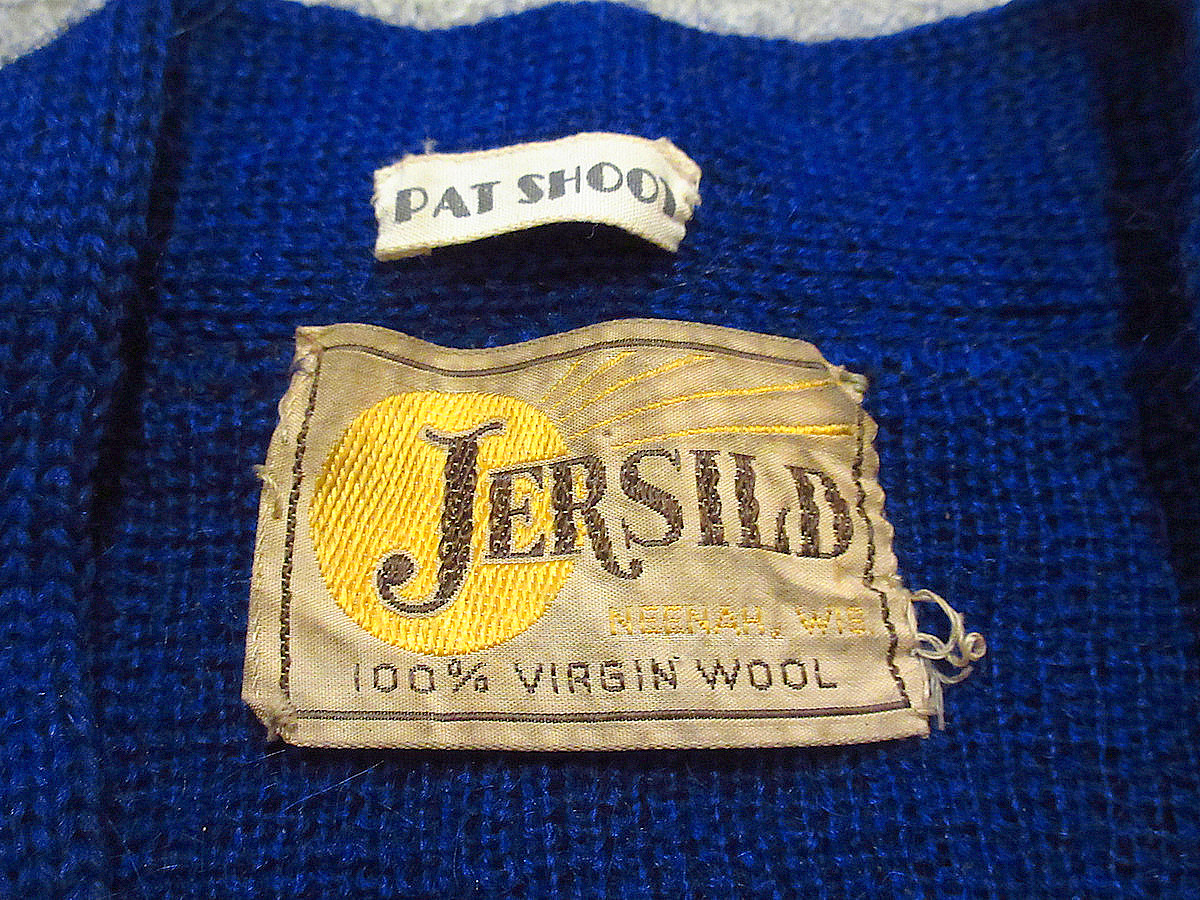 PAT SHOO
JERSILD
NEENAH, WIS
100% VIRGIN WOOL